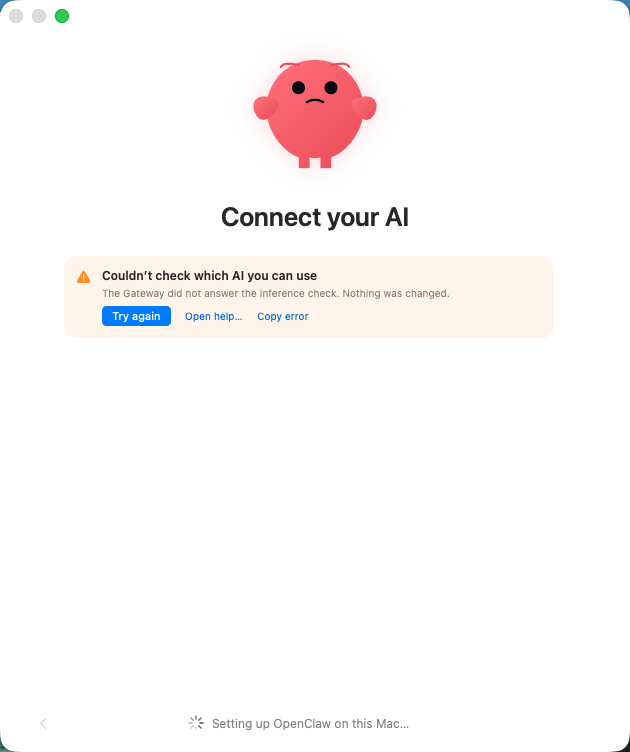 Connect your AI
Couldn’t check which AI you can use
The Gateway did not answer the inference check. Nothing was changed.
Try again
Open help…
Copy error
Setting up OpenClaw on this Mac…